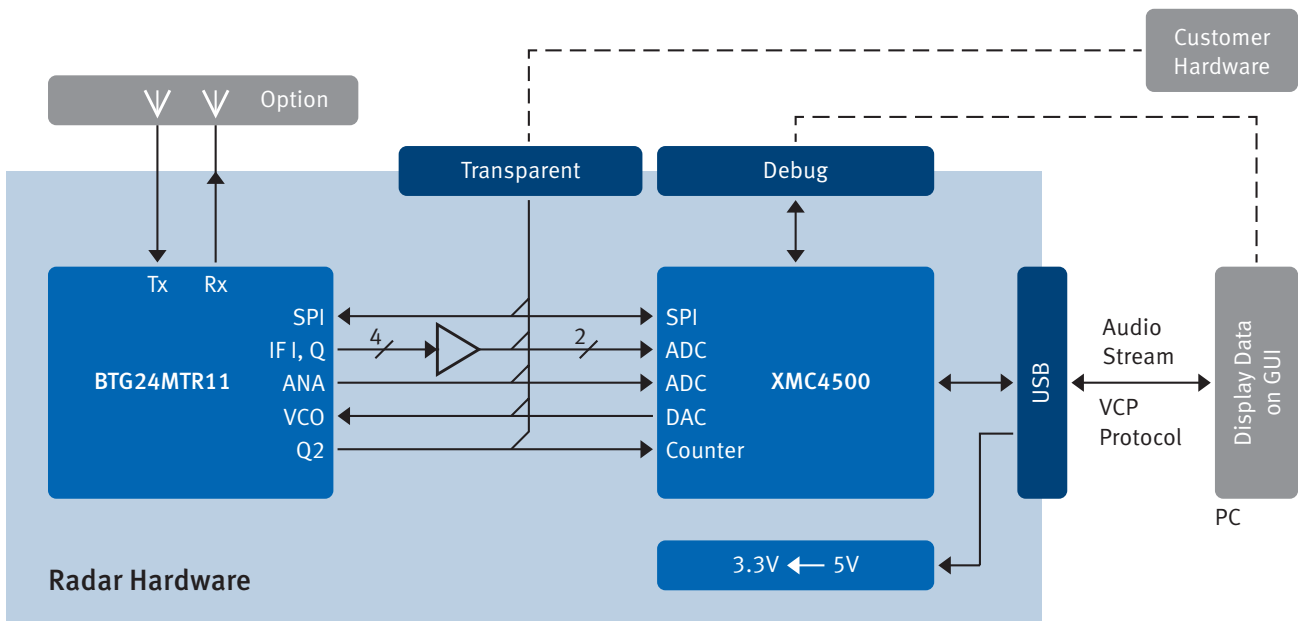 Customer
Hardware
Option
Transparent
Debug
Tx
Rx
SPI
IF I, Q
ANA
VCO
Q2
BTG24MTR11
4
2
SPI
ADC
ADC
DAC
Counter
XMC4500
USB
Audio
Stream
VCP
Protocol
Display Data
on GUI
PC
3.3V
5V
Radar Hardware